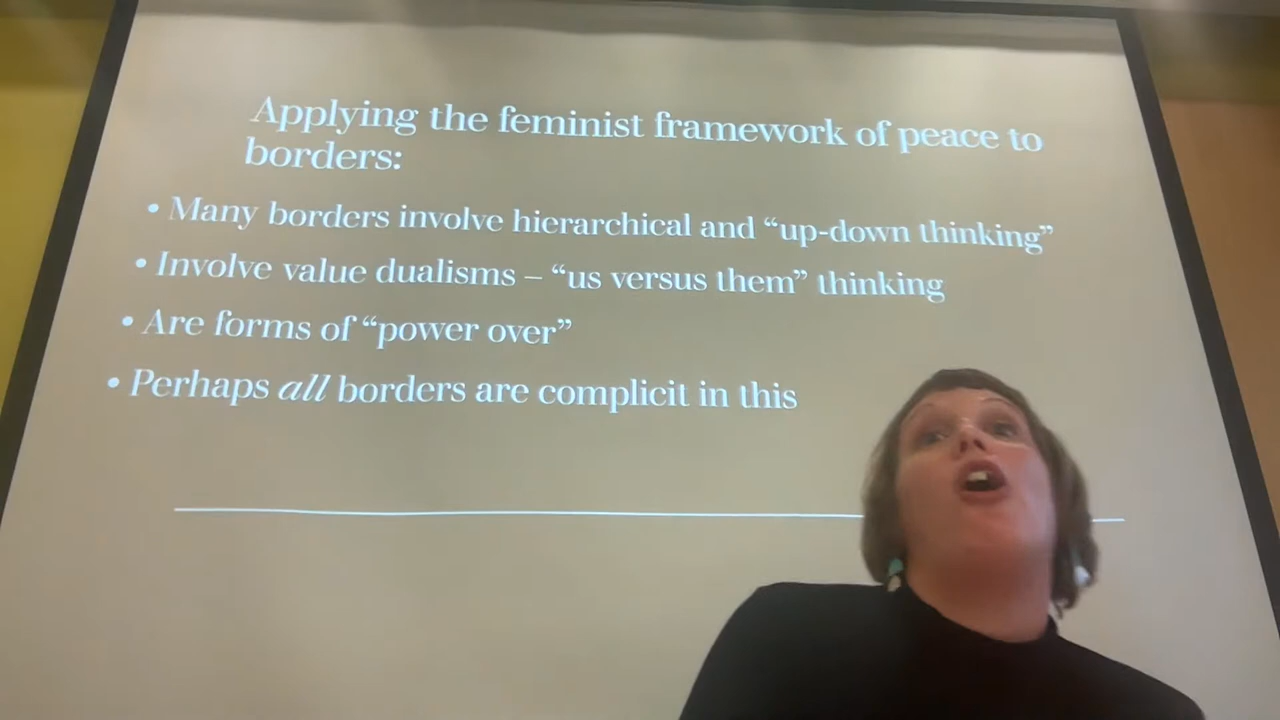 Applying the feminist framework of peace to
borders:
• Many borders involve hierarchical and “up-down thinking”
• Involve value dualisms – “us versus them” thinking
• Are forms of “power over”
• Perhaps all borders are complicit in this